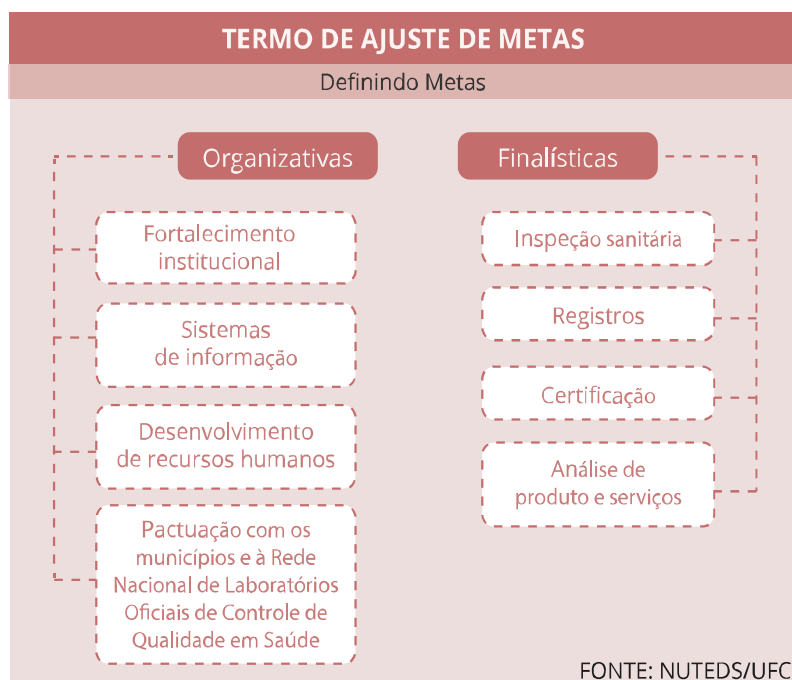 TERMO DE AJUSTE DE METAS
Definindo Metas
Organizativas
Fortalecimento
institucional
Sistemas
de informação
Desenvolvimento
de recursos humanos
Pactuação com os
municípios e à Rede
Nacional de Laboratórios
Oficiais de Controle de
Qualidade em Saúde
Finalísticas
Inspeção sanitária
Registros
Certificação
Análise de
produto e serviços
FONTE: NUTEDS/UFC